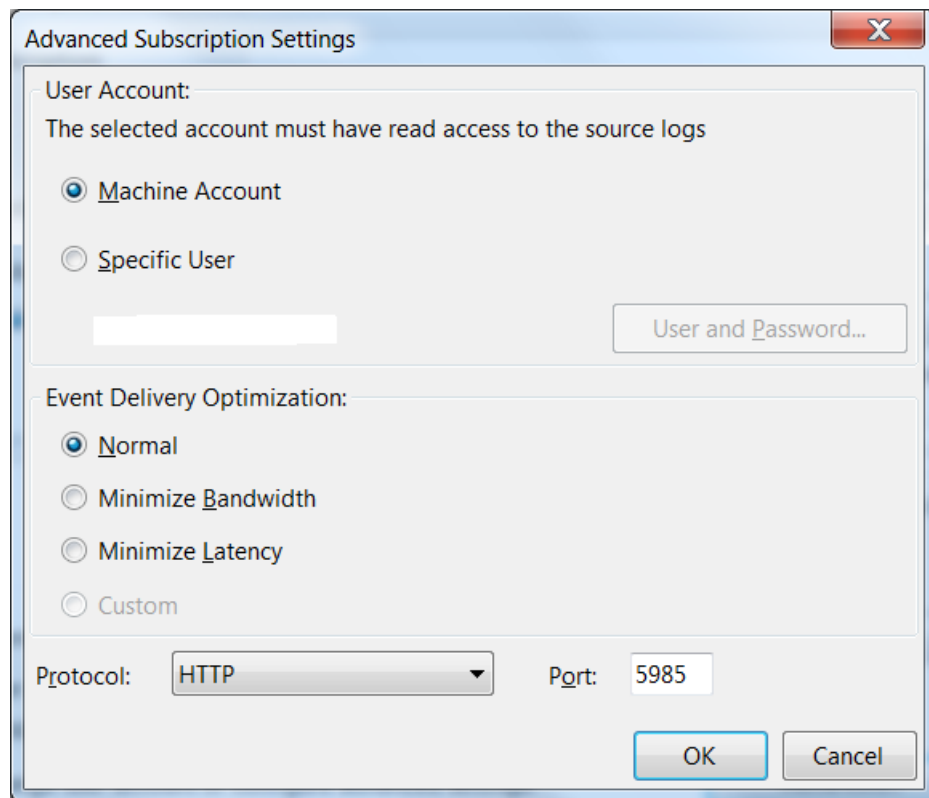 Advanced Subscription Settings
User Account:
The selected account must have read access to the source logs
Machine Account
Specific User
User and Password...
Event Delivery Optimization:
Normal
Minimize Bandwidth
Minimize Latency
Custom
Protocol: HTTP Port: 5985
OK Cancel